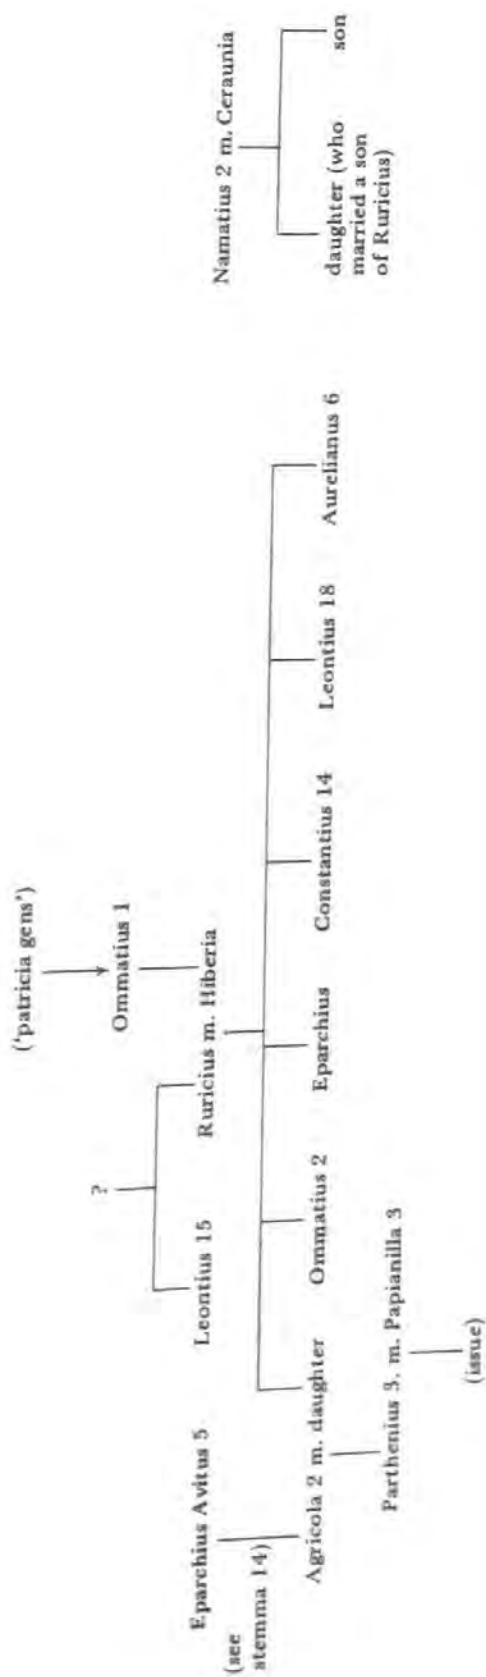 ('patricia gens')
Ommatius 1
?
Leontius 15
Ruricius m. Hiberia
Eparchius Avitus 5
(see
stemma 14)
Agricola 2 m. daughter
Ommatius 2
Eparchius
Constantius 14
Leontius 18
Aurelianus 6
Parthenius 3. m. Papianilla 3
(issue)
Namatius 2 m. Ceraunia
daughter (who
married a son
of Ruricius)
son